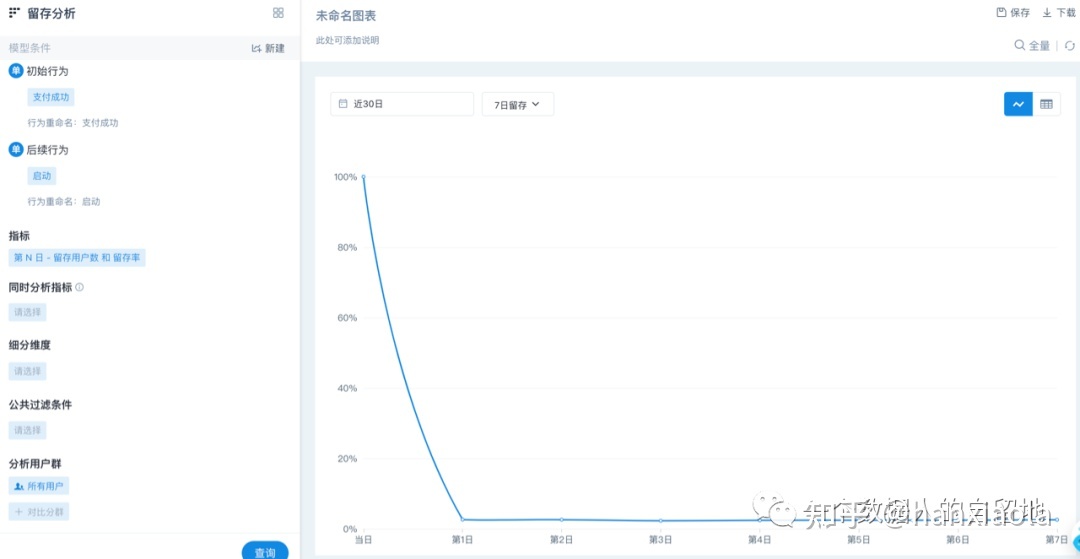 留存分析
模型条件
新建
单 初始行为
支付成功
行为重命名：支付成功
单 后续行为
启动
行为重命名：启动
指标
第 N 日 - 留存用户数 和 留存率
同时分析指标
请选择
细分维度
请选择
公共过滤条件
请选择
分析用户群
所有用户
+ 对比分群
查询
未命名图表
保存
下载
此处可添加说明
全量
近30日
7日留存
100%
80%
60%
40%
20%
0%
当日
第1日
第2日
第3日
第4日
第5日
第6日
第7日
知乎 @hanxiaola